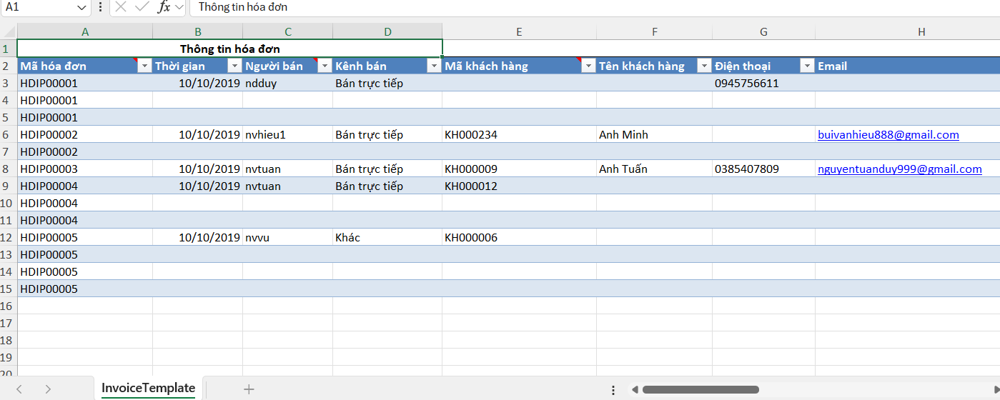 A1 fx Thông tin hóa đơn
A B C D E F G H
1 Thông tin hóa đơn
2 Mã hóa đơn Thời gian Người bán Kênh bán Mã khách hàng Tên khách hàng Điện thoại Email
3 HDIP00001 10/10/2019 ndduy Bán trực tiếp 0945756611
4 HDIP00001
5 HDIP00001
6 HDIP00002 10/10/2019 nvhieu1 Bán trực tiếp KH000234 Anh Minh buivanhieu888@gmail.com
7 HDIP00002
8 HDIP00003 10/10/2019 nvtuan Bán trực tiếp KH000009 Anh Tuấn 0385407809 nguyentuanduy999@gmail.com
9 HDIP00004 10/10/2019 nvtuan Bán trực tiếp KH000012
10 HDIP00004
11 HDIP00004
12 HDIP00005 10/10/2019 nvvu Khác KH000006
13 HDIP00005
14 HDIP00005
15 HDIP00005
16
17
18
19
20
InvoiceTemplate